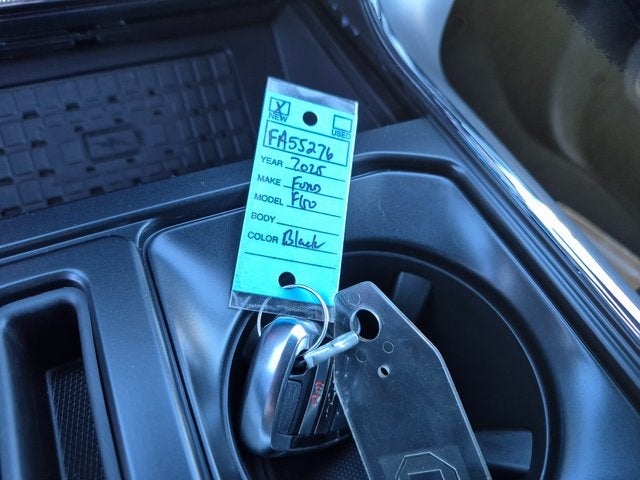 X
NEW USED
FA55276
YEAR 2025
MAKE Ford
MODEL F150
BODY
COLOR Black